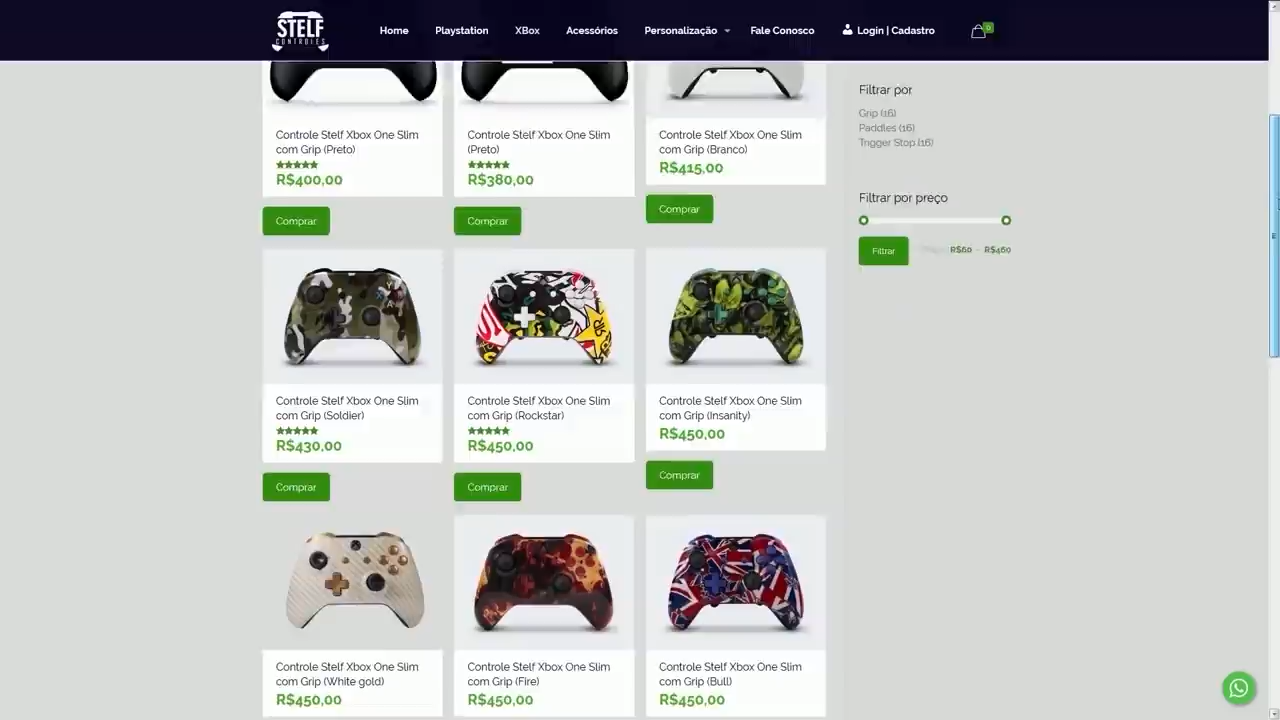 STELF
CONTROLES
Home
Playstation
XBox
Acessórios
Personalização
Fale Conosco
Login | Cadastro
0
Controle Stelf Xbox One Slim
com Grip (Preto)
R$400,00
Comprar
Controle Stelf Xbox One Slim
(Preto)
R$380,00
Comprar
Controle Stelf Xbox One Slim
com Grip (Branco)
R$415,00
Comprar
Filtrar por
Grip (16)
Paddles (16)
Trigger Stop (16)
Filtrar por preço
Filtrar
R$60 — R$460
Controle Stelf Xbox One Slim
com Grip (Soldier)
R$430,00
Comprar
Controle Stelf Xbox One Slim
com Grip (Rockstar)
R$450,00
Comprar
Controle Stelf Xbox One Slim
com Grip (Insanity)
R$450,00
Comprar
Controle Stelf Xbox One Slim
com Grip (White gold)
R$450,00
Controle Stelf Xbox One Slim
com Grip (Fire)
R$450,00
Controle Stelf Xbox One Slim
com Grip (Bull)
R$450,00